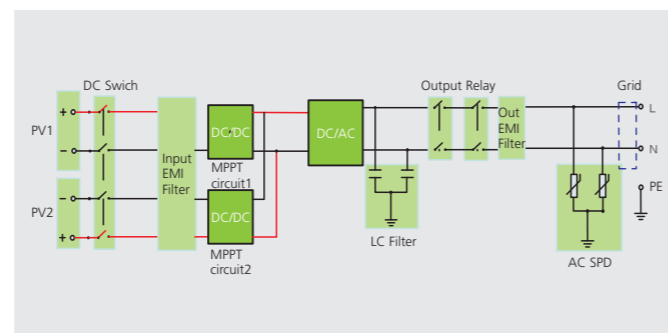 DC Swich
PV1
+
−
PV2
−
+
Input
EMI
Filter
DC/DC
MPPT
circuit1
DC/DC
MPPT
circuit2
DC/AC
LC Filter
Output Relay
Out
EMI
Filter
Grid
L
N
PE
AC SPD